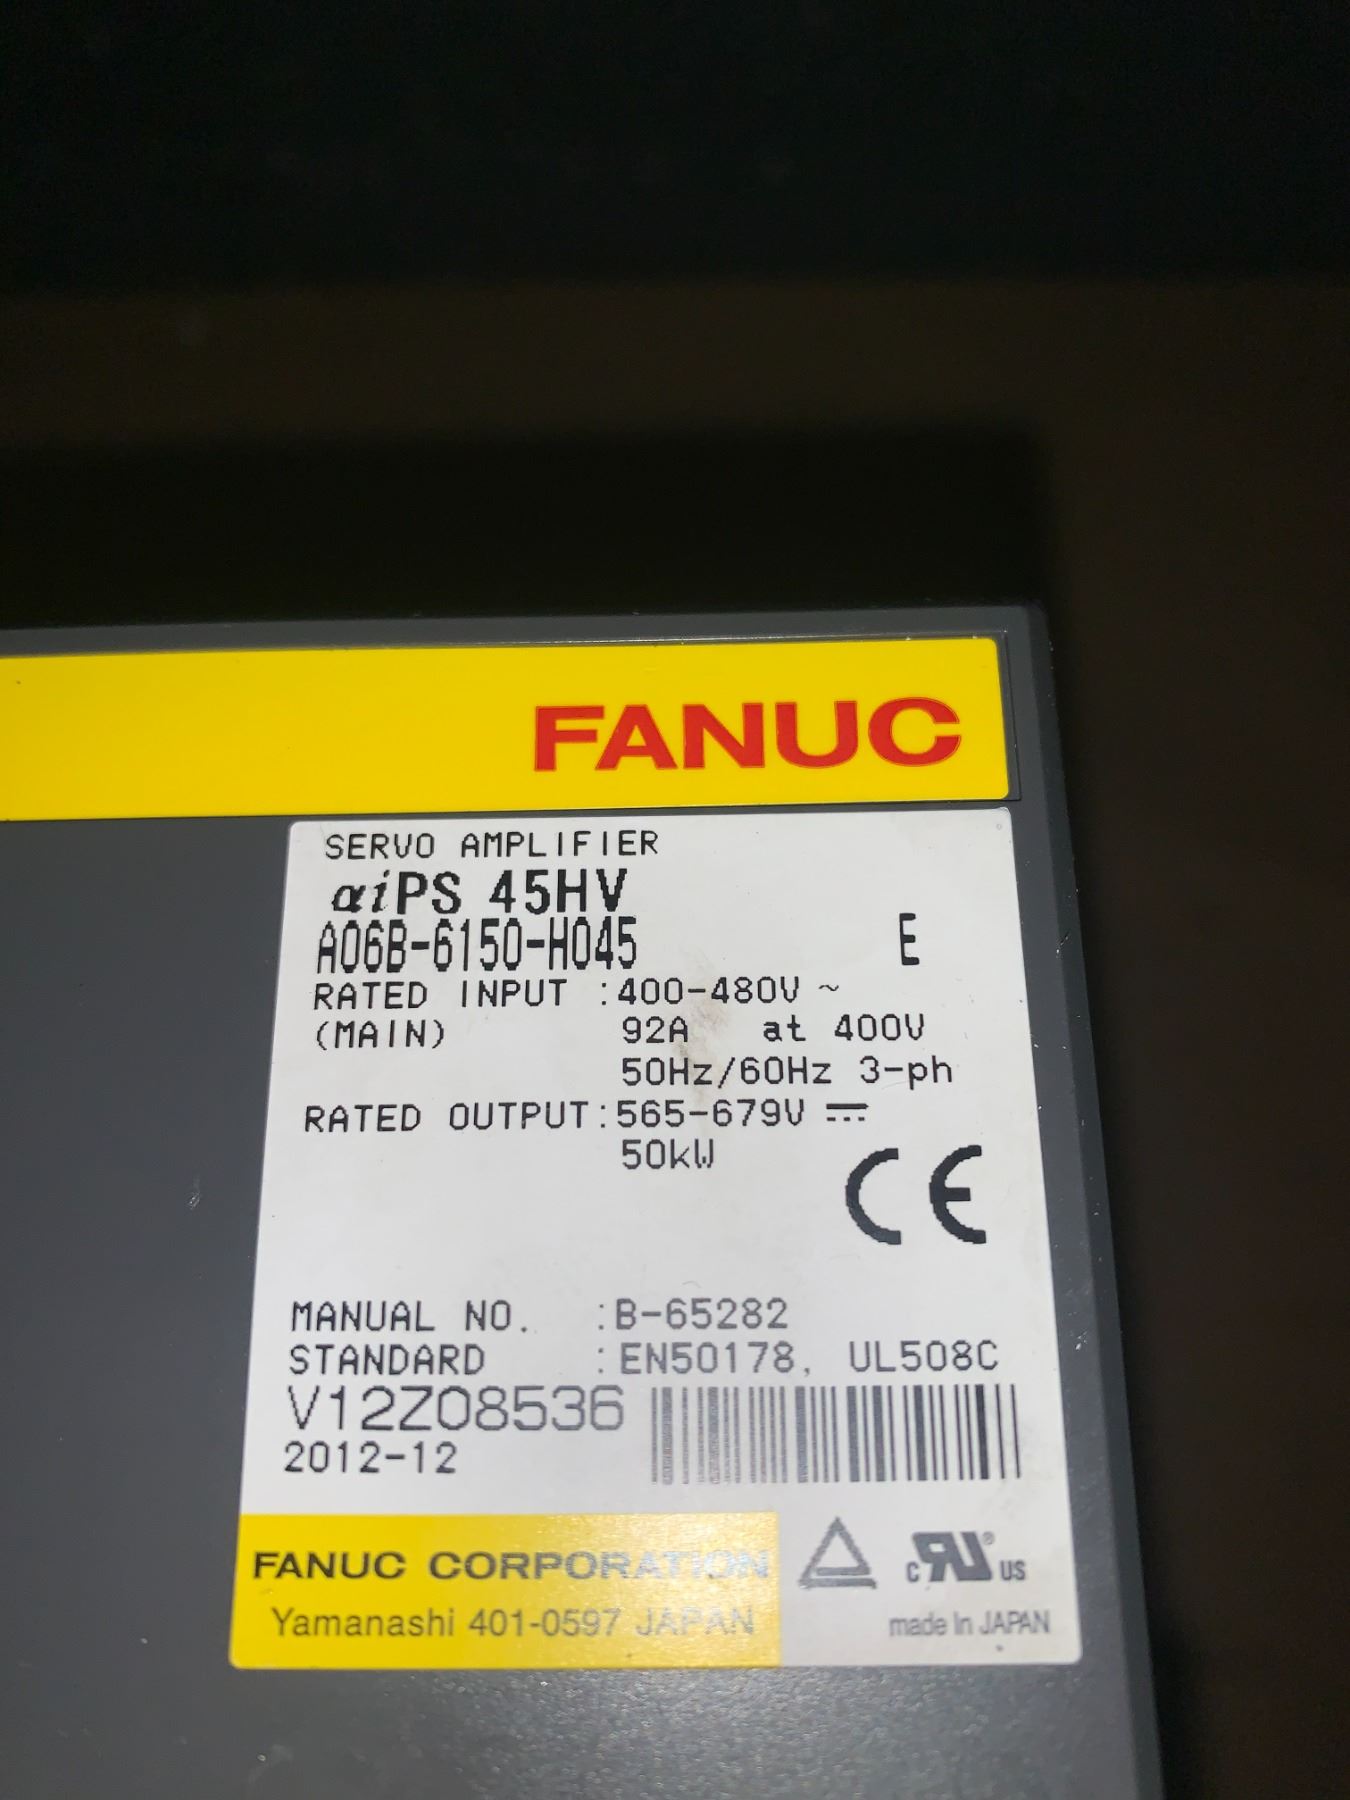 FANUC
SERVO AMPLIFIER
αiPS 45HV
A06B-6150-H045 E
RATED INPUT :400-480V ~
(MAIN) 92A at 400V
50Hz/60Hz 3-ph
RATED OUTPUT:565-679V ⎓
50kW
CE
MANUAL NO. :B-65282
STANDARD :EN50178, UL508C
V12Z08536
2012-12
FANUC CORPORATION
Yamanashi 401-0597 JAPAN
c RU ® US
made in JAPAN